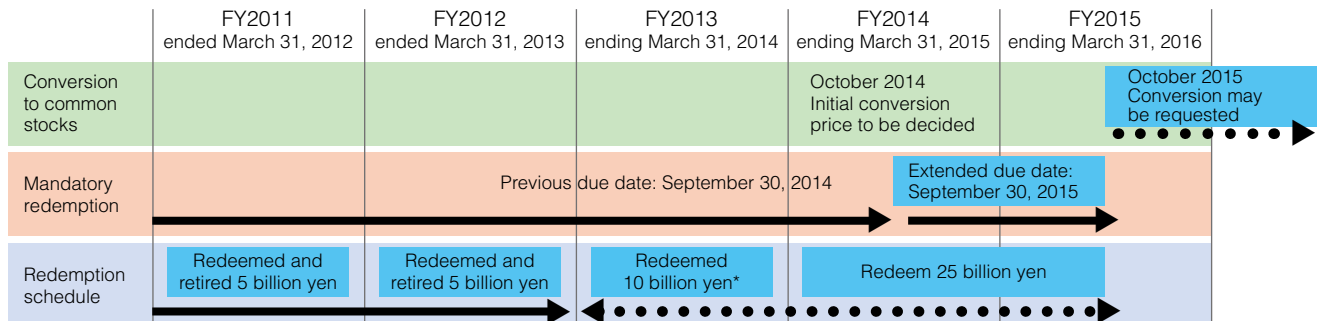 FY2011
ended March 31, 2012
FY2012
ended March 31, 2013
FY2013
ending March 31, 2014
FY2014
ending March 31, 2015
FY2015
ending March 31, 2016
Conversion
to common
stocks
October 2014
Initial conversion
price to be decided
October 2015
Conversion may
be requested
Mandatory
redemption
Previous due date: September 30, 2014
Extended due date:
September 30, 2015
Redemption
schedule
Redeemed and
retired 5 billion yen
Redeemed and
retired 5 billion yen
Redeemed
10 billion yen*
Redeem 25 billion yen